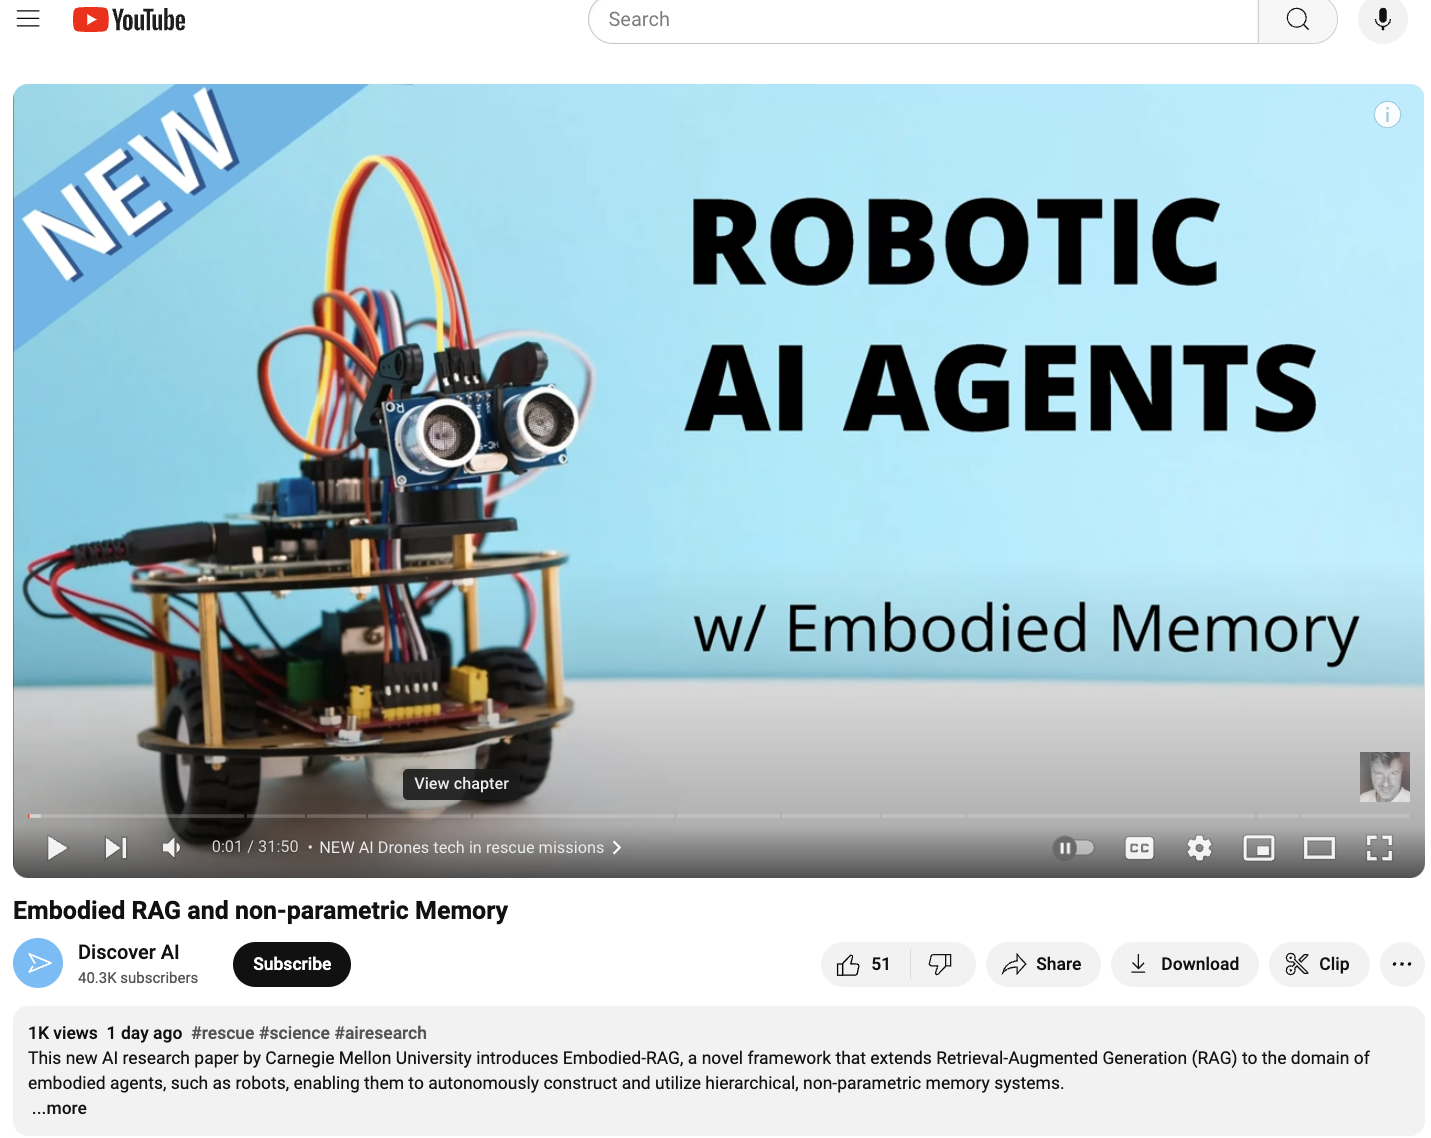 YouTube
Search
NEW
ROBOTIC
AI AGENTS
w/ Embodied Memory
View chapter
0:01 / 31:50 • NEW AI Drones tech in rescue missions
CC
Embodied RAG and non-parametric Memory
Discover AI
40.3K subscribers
Subscribe
51
Share
Download
Clip
1K views 1 day ago #rescue #science #airesearch
This new AI research paper by Carnegie Mellon University introduces Embodied-RAG, a novel framework that extends Retrieval-Augmented Generation (RAG) to the domain of
embodied agents, such as robots, enabling them to autonomously construct and utilize hierarchical, non-parametric memory systems.
...more